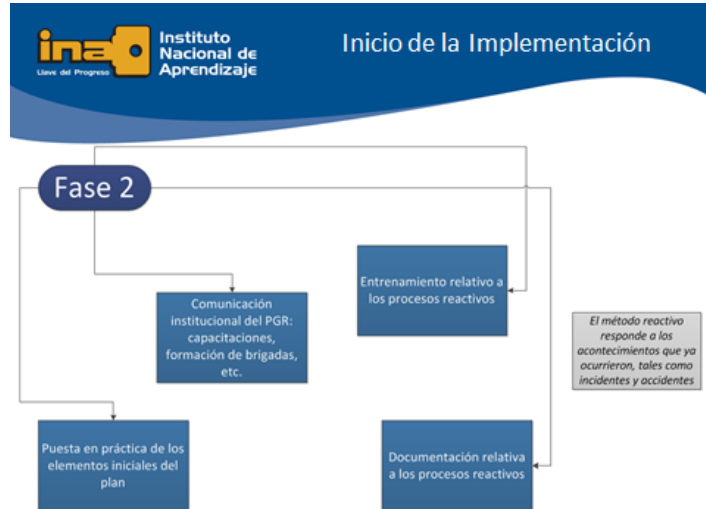 ina
Llave del Progreso
Instituto
Nacional de
Aprendizaje
Inicio de la Implementación
Fase 2
Entrenamiento relativo a
los procesos reactivos
Comunicación
institucional del PGR:
capacitaciones,
formación de brigadas,
etc.
El método reactivo
responde a los
acontecimientos que ya
ocurrieron, tales como
incidentes y accidentes
Puesta en práctica de los
elementos iniciales del
plan
Documentación relativa
a los procesos reactivos